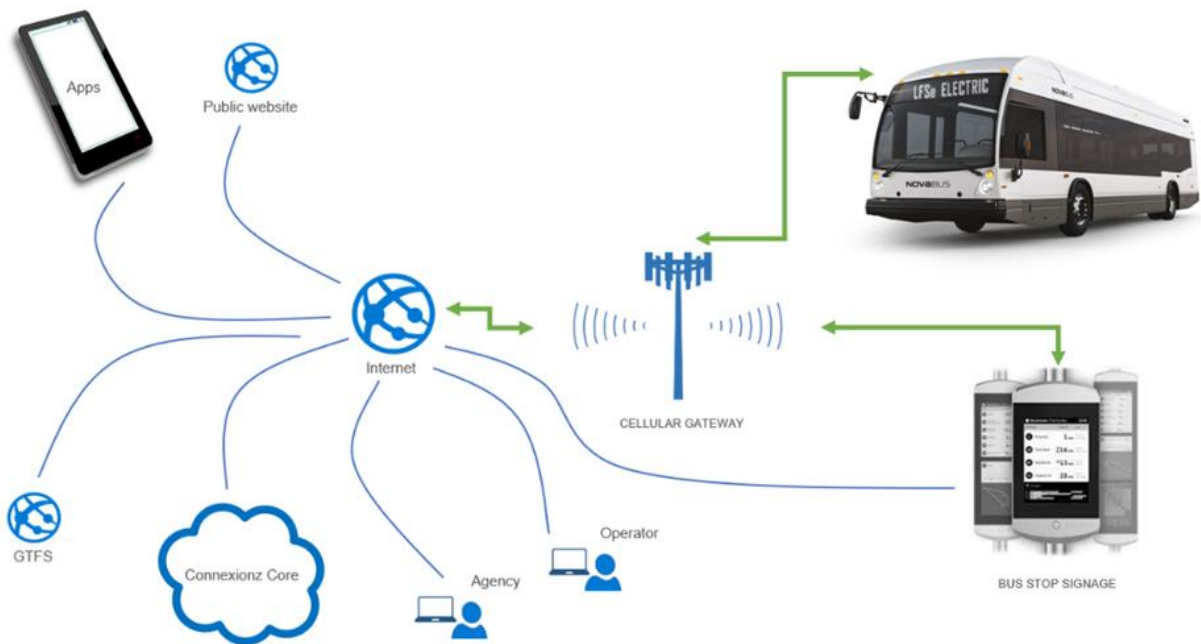 Apps
Public website
LFSe ELECTRIC
NOVABUS
NOVABUS
Internet
CELLULAR GATEWAY
GTFS
Connexionz Core
Operator
Agency
BUS STOP SIGNAGE